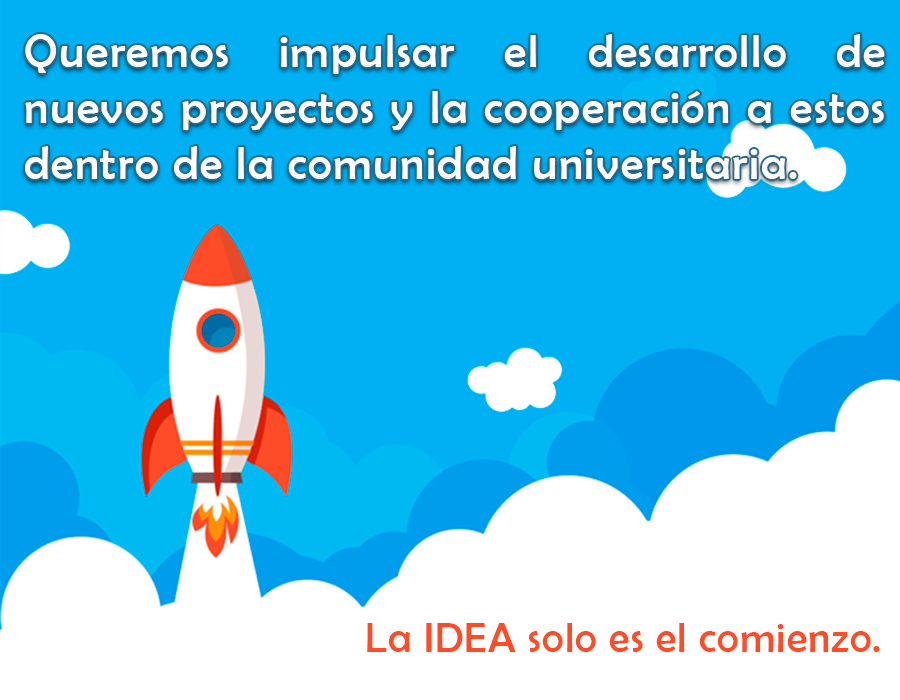 Queremos impulsar el desarrollo de
nuevos proyectos y la cooperación a estos
dentro de la comunidad universitaria.
La IDEA solo es el comienzo.